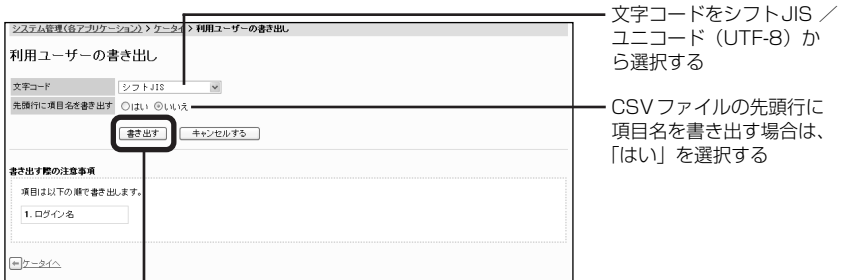 システム管理(各アプリケーション) > ケータイ > 利用ユーザーの書き出し
利用ユーザーの書き出し
文字コード シフトJIS
先頭行に項目名を書き出す はい いいえ
書き出す キャンセルする
書き出す際の注意事項
項目は以下の順で書き出します。
1. ログイン名
ケータイへ
文字コードをシフトJIS ／
ユニコード（UTF-8）か
ら選択する
CSVファイルの先頭行に
項目名を書き出す場合は、
「はい」を選択する